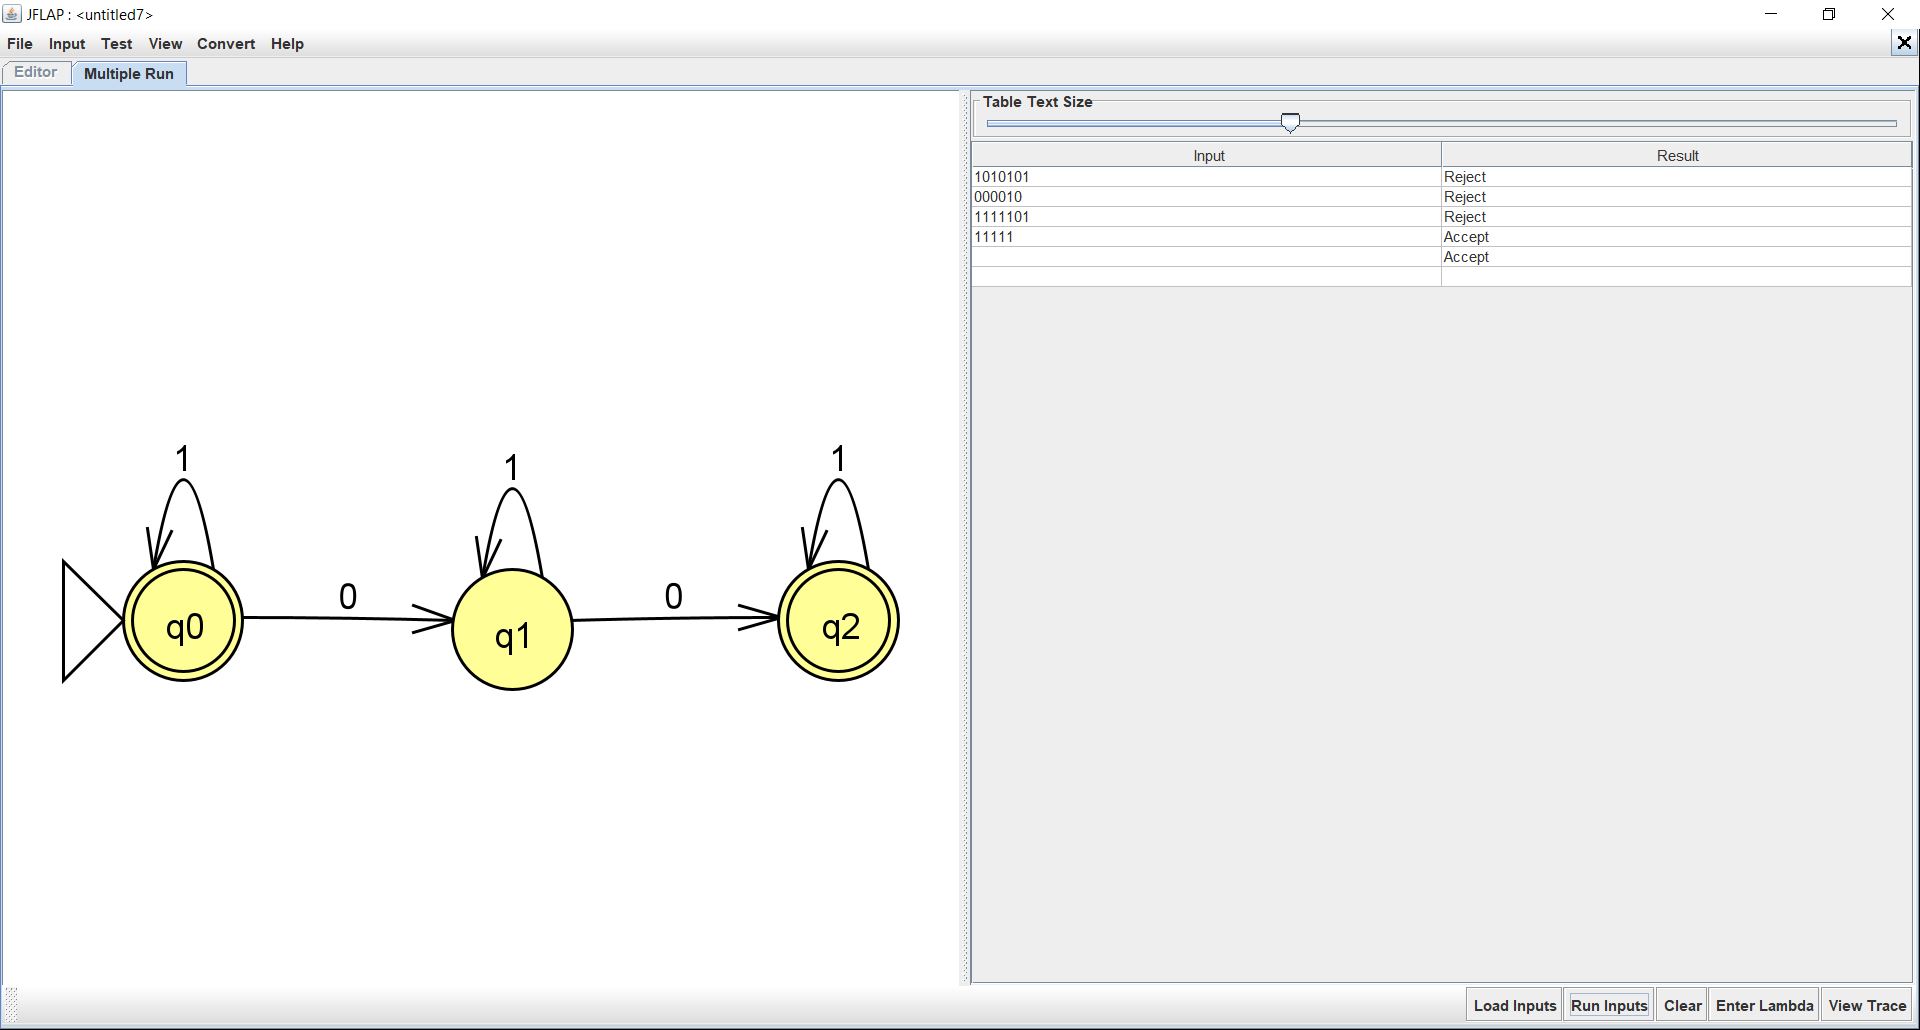 JFLAP : <untitled7>
File Input Test View Convert Help
Editor Multiple Run
1 1 1
0 0
q0 q1 q2
Table Text Size
Input Result
1010101 Reject
000010 Reject
1111101 Reject
11111 Accept
Accept
Load Inputs Run Inputs Clear Enter Lambda View Trace